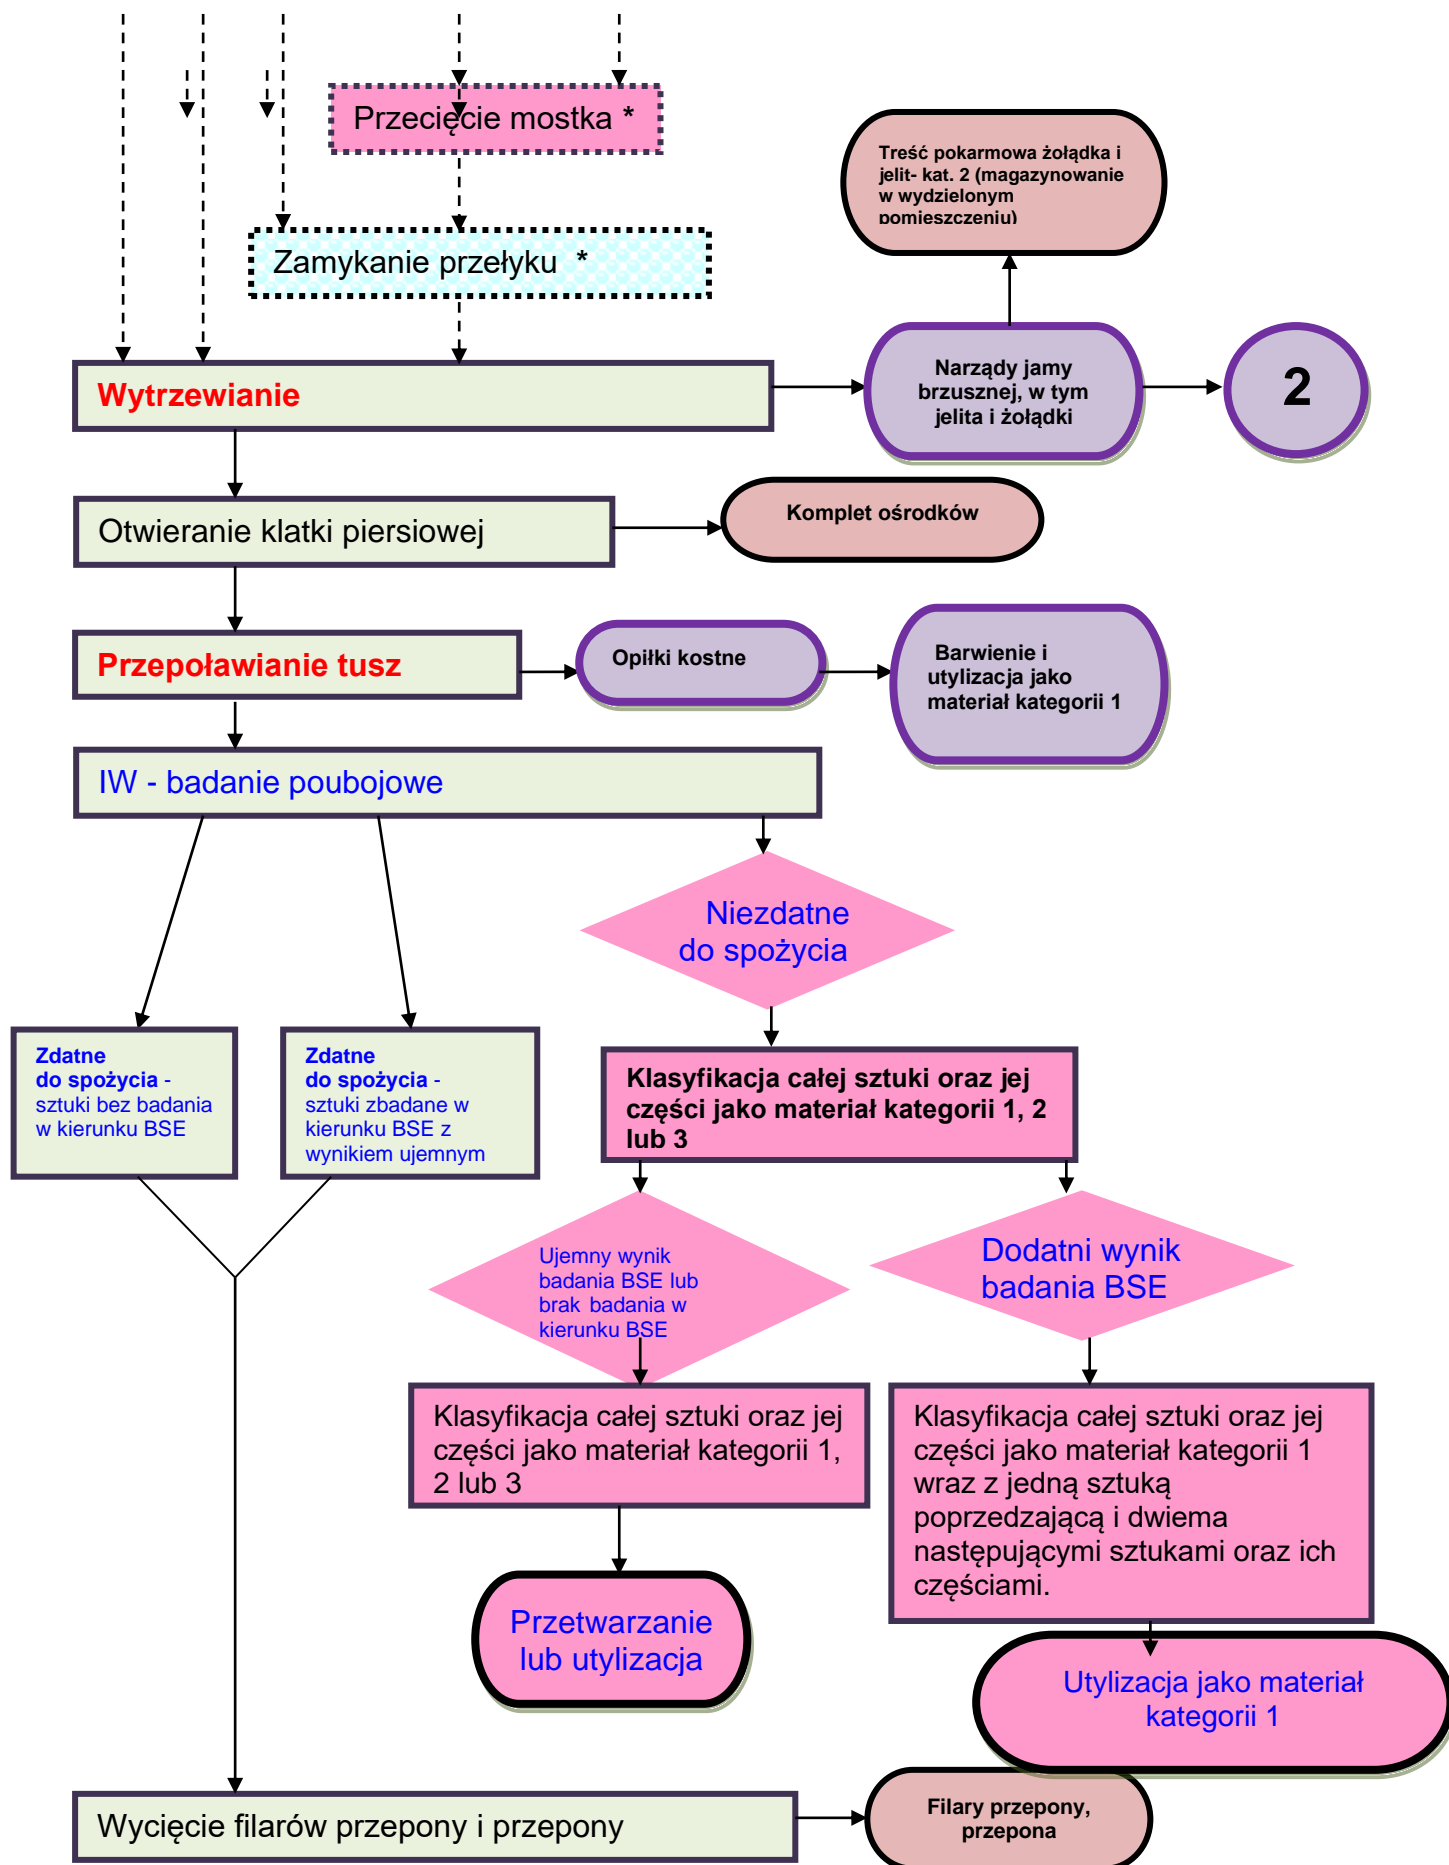 Przecięcie mostka *
Treść pokarmowa żołądka i
jelit- kat. 2 (magazynowanie
w wydzielonym
pomieszczeniu)
Zamykanie przełyku  *
Wytrzewianie
Narządy jamy
brzusznej, w tym
jelita i żołądki
2
Otwieranie klatki piersiowej
Komplet ośrodków
Przepoławianie tusz
Opiłki kostne
Barwienie i
utylizacja jako
materiał kategorii 1
IW - badanie poubojowe
Niezdatne
do spożycia
Zdatne
do spożycia -
sztuki bez badania
w kierunku BSE
Zdatne
do spożycia -
sztuki zbadane w
kierunku BSE z
wynikiem ujemnym
Klasyfikacja całej sztuki oraz jej
części jako materiał kategorii 1, 2
lub 3
Ujemny wynik
badania BSE lub
brak badania w
kierunku BSE
Dodatni wynik
badania BSE
Klasyfikacja całej sztuki oraz jej
części jako materiał kategorii 1,
2 lub 3
Klasyfikacja całej sztuki oraz jej
części jako materiał kategorii 1
wraz z jedną sztuką
poprzedzającą i dwiema
następującymi sztukami oraz ich
częściami.
Przetwarzanie
lub utylizacja
Utylizacja jako materiał
kategorii 1
Wycięcie filarów przepony i przepony
Filary przepony,
przepona